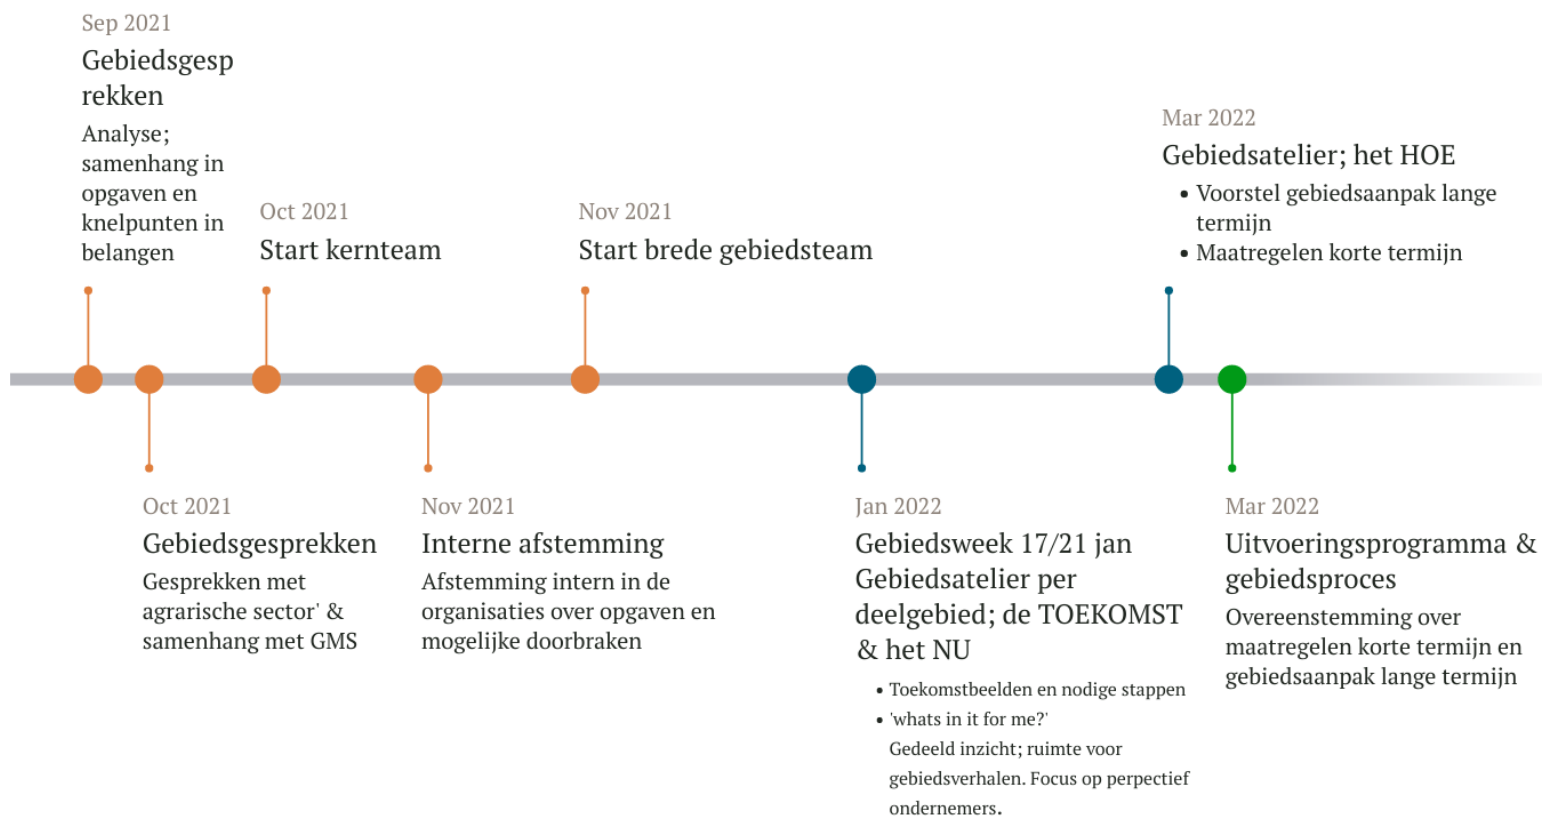 Sep 2021
Gebiedsgesp
rekken
Analyse;
samenhang in
opgaven en
knelpunten in
belangen
Oct 2021
Start kernteam
Nov 2021
Start brede gebiedsteam
Mar 2022
Gebiedsatelier; het HOE
• Voorstel gebiedsaanpak lange
termijn
• Maatregelen korte termijn
Oct 2021
Gebiedsgesprekken
Gesprekken met
agrarische sector' &
samenhang met GMS
Nov 2021
Interne afstemming
Afstemming intern in de
organisaties over opgaven en
mogelijke doorbraken
Jan 2022
Gebiedsweek 17/21 jan
Gebiedsatelier per
deelgebied; de TOEKOMST
& het NU
• Toekomstbeelden en nodige stappen
• 'whats in it for me?'
Gedeeld inzicht; ruimte voor
gebiedsverhalen. Focus op perpectief
ondernemers.
Mar 2022
Uitvoeringsprogramma &
gebiedsproces
Overeenstemming over
maatregelen korte termijn en
gebiedsaanpak lange termijn